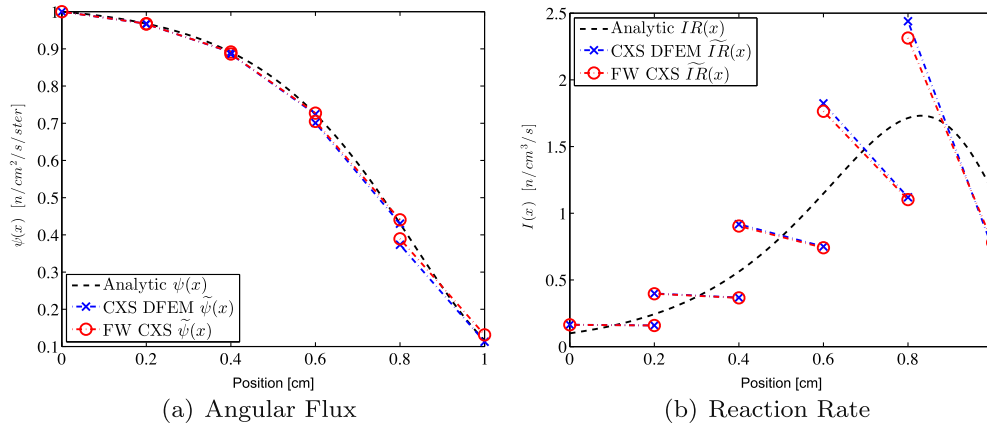 1
0.9
0.8
0.7
0.6
0.5
0.4
0.3
0.2
0.1
0
0.2
0.4
0.6
0.8
1
ψ(x) [n/cm²/s/ster]
Position [cm]
Analytic ψ(x)
CXS DFEM ψ̃(x)
FW CXS ψ̃(x)
(a) Angular Flux
2.5
2
1.5
1
0.5
0
0
0.2
0.4
0.6
0.8
I(x) [n/cm³/s]
Position [cm]
Analytic IR(x)
CXS DFEM ĨR̃(x)
FW CXS ĨR̃(x)
(b) Reaction Rate